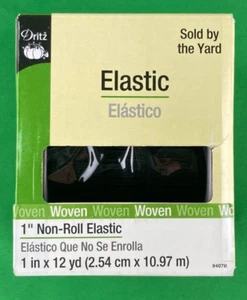 Dritz
Sold by
the Yard
Elastic
Elástico
Woven Woven Woven Woven Woven
1" Non-Roll Elastic
Elástico Que No Se Enrolla
1 in x 12 yd (2.54 cm x 10.97 m)